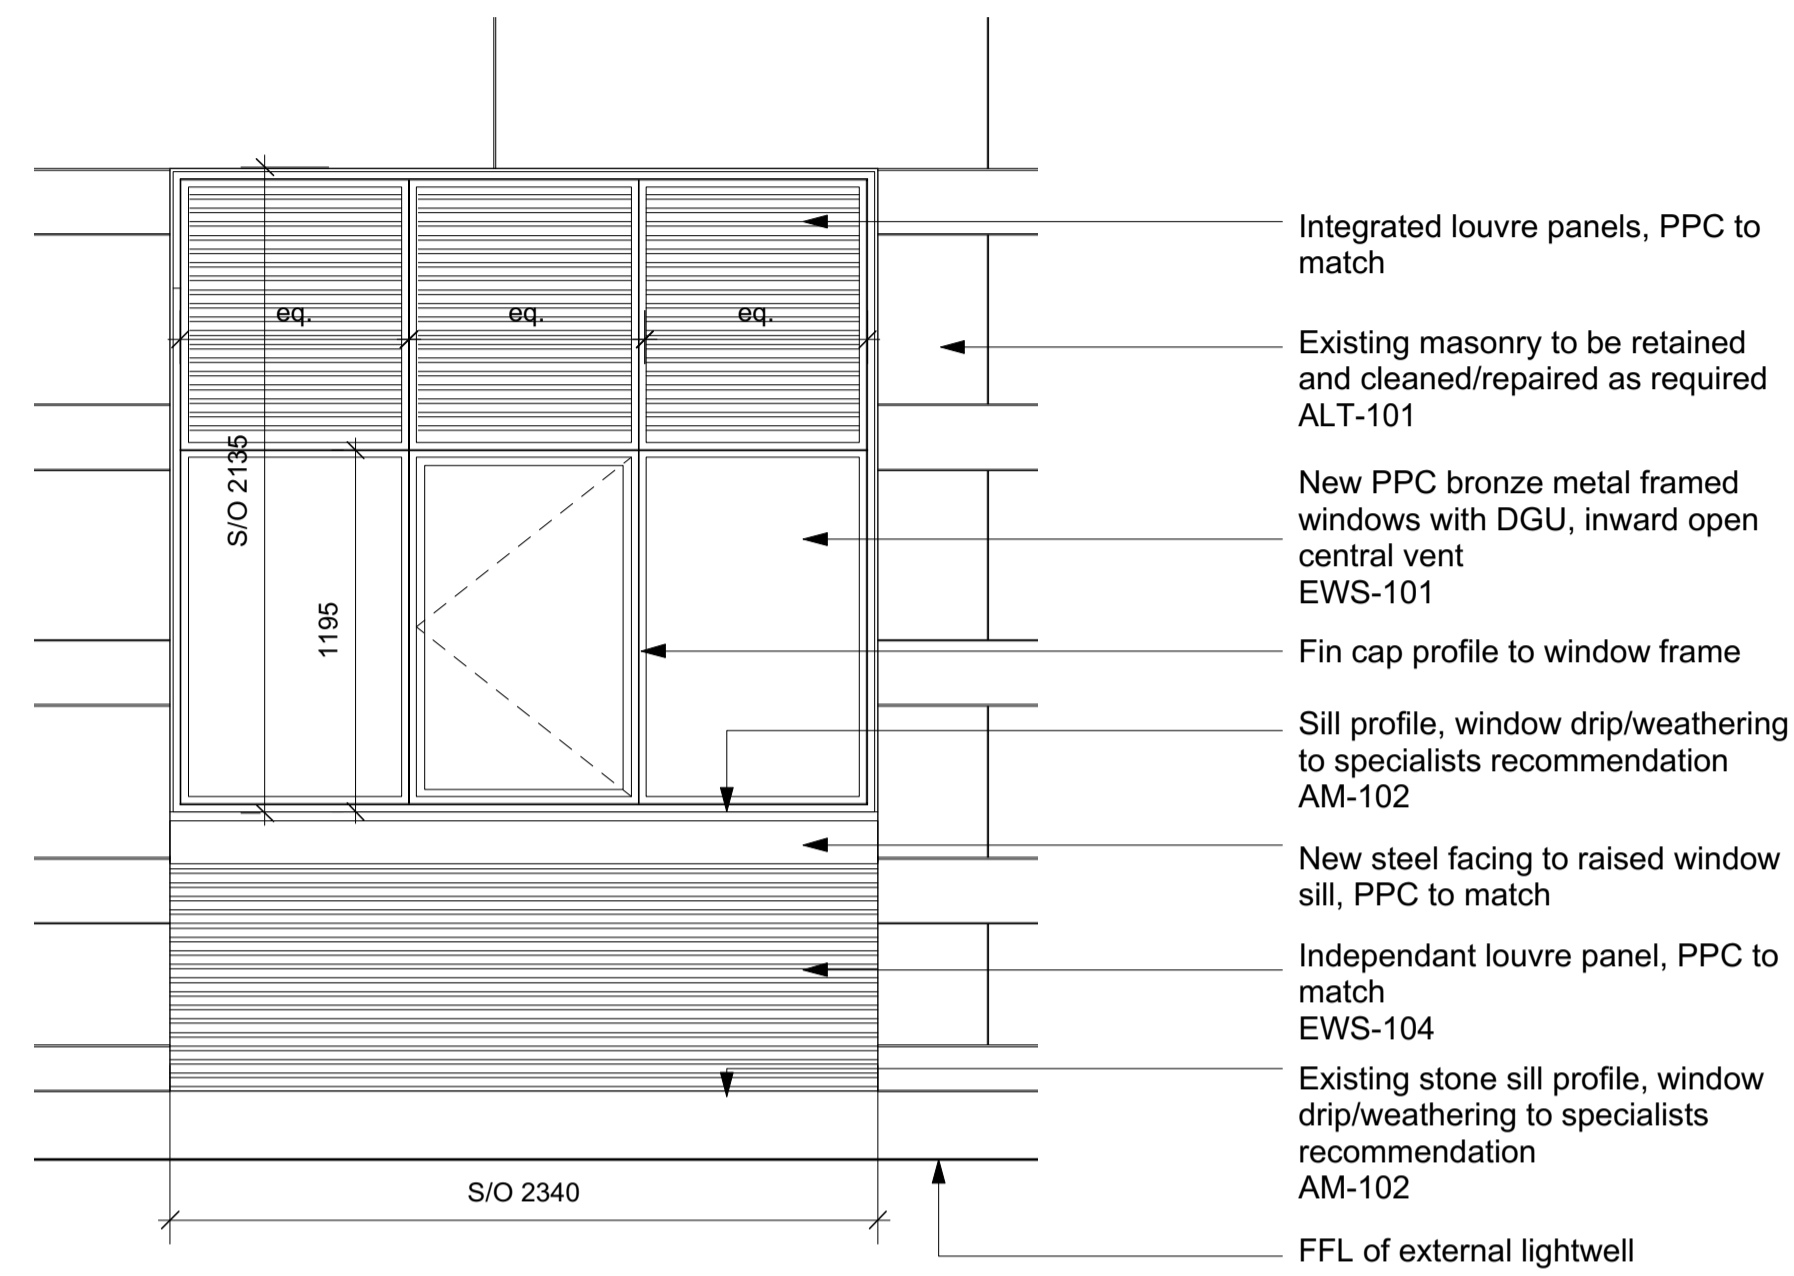 Integrated louvre panels, PPC to
match
eq.
eq.
eq.
Existing masonry to be retained
and cleaned/repaired as required
ALT-101
S/O 2135
New PPC bronze metal framed
windows with DGU, inward open
central vent
EWS-101
1195
Fin cap profile to window frame
Sill profile, window drip/weathering
to specialists recommendation
AM-102
New steel facing to raised window
sill, PPC to match
Independant louvre panel, PPC to
match
EWS-104
Existing stone sill profile, window
drip/weathering to specialists
recommendation
AM-102
S/O 2340
FFL of external lightwell